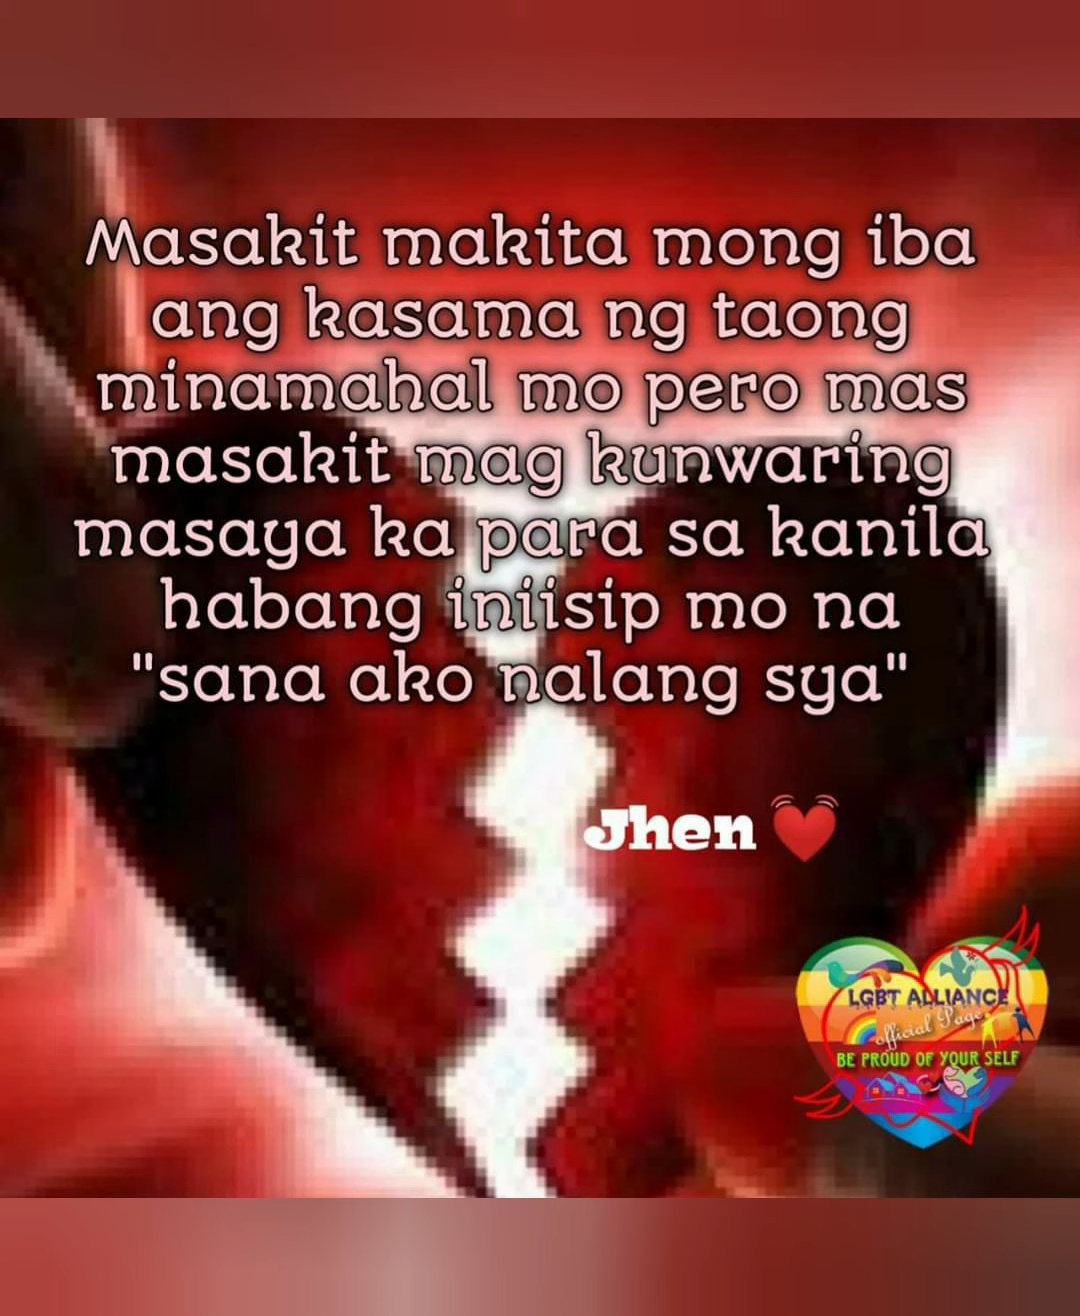 Masakit makita mong iba
ang kasama ng taong
minamahal mo pero mas
masakit mag kunwaring
masaya ka para sa kanila
habang iniisip mo na
"sana ako nalang sya"
Jhen 💓
LGBT ALLIANCE
official Page
BE PROUD OF YOUR SELF